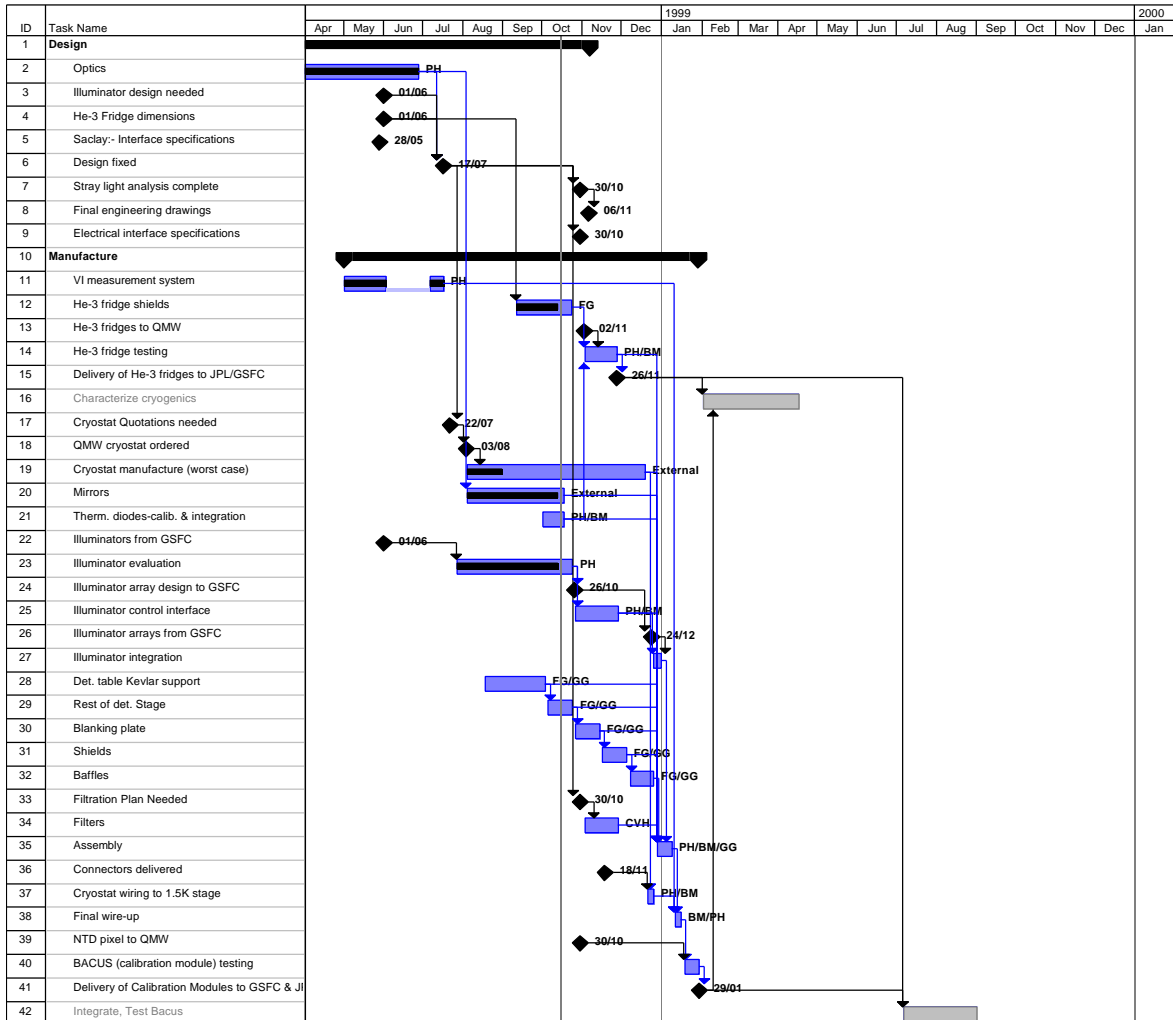 1999 2000
ID Task Name Apr May Jun Jul Aug Sep Oct Nov Dec Jan Feb Mar Apr May Jun Jul Aug Sep Oct Nov Dec Jan
1 Design
2 Optics PH
3 Illuminator design needed 01/06
4 He-3 Fridge dimensions 01/06
5 Saclay:- Interface specifications 28/05
6 Design fixed 17/07
7 Stray light analysis complete 30/10
8 Final engineering drawings 06/11
9 Electrical interface specifications 30/10
10 Manufacture
11 VI measurement system PH
12 He-3 fridge shields FG
13 He-3 fridges to QMW 02/11
14 He-3 fridge testing PH/BM
15 Delivery of He-3 fridges to JPL/GSFC 26/11
16 Characterize cryogenics
17 Cryostat Quotations needed 22/07
18 QMW cryostat ordered 03/08
19 Cryostat manufacture (worst case) External
20 Mirrors External
21 Therm. diodes-calib. & integration PH/BM
22 Illuminators from GSFC 01/06
23 Illuminator evaluation PH
24 Illuminator array design to GSFC 26/10
25 Illuminator control interface PH/BM
26 Illuminator arrays from GSFC 24/12
27 Illuminator integration
28 Det. table Kevlar support FG/GG
29 Rest of det. Stage FG/GG
30 Blanking plate FG/GG
31 Shields FG/GG
32 Baffles FG/GG
33 Filtration Plan Needed 30/10
34 Filters CVH
35 Assembly PH/BM/GG
36 Connectors delivered 18/11
37 Cryostat wiring to 1.5K stage PH/BM
38 Final wire-up BM/PH
39 NTD pixel to QMW 30/10
40 BACUS (calibration module) testing
41 Delivery of Calibration Modules to GSFC & 29/01
42 Integrate, Test Bacus